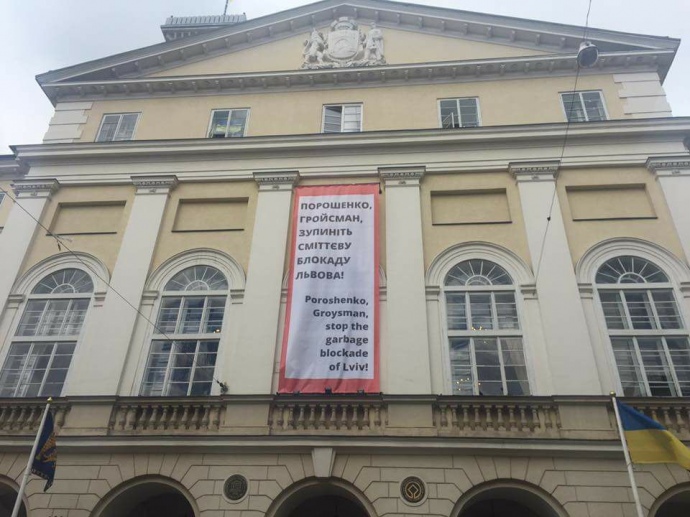 ПОРОШЕНКО,
ГРОЙСМАН,
ЗУПИНІТЬ
СМІТТЄВУ
БЛОКАДУ
ЛЬВОВА!
Poroshenko,
Groysman,
stop the
garbage
blockade
of Lviv!